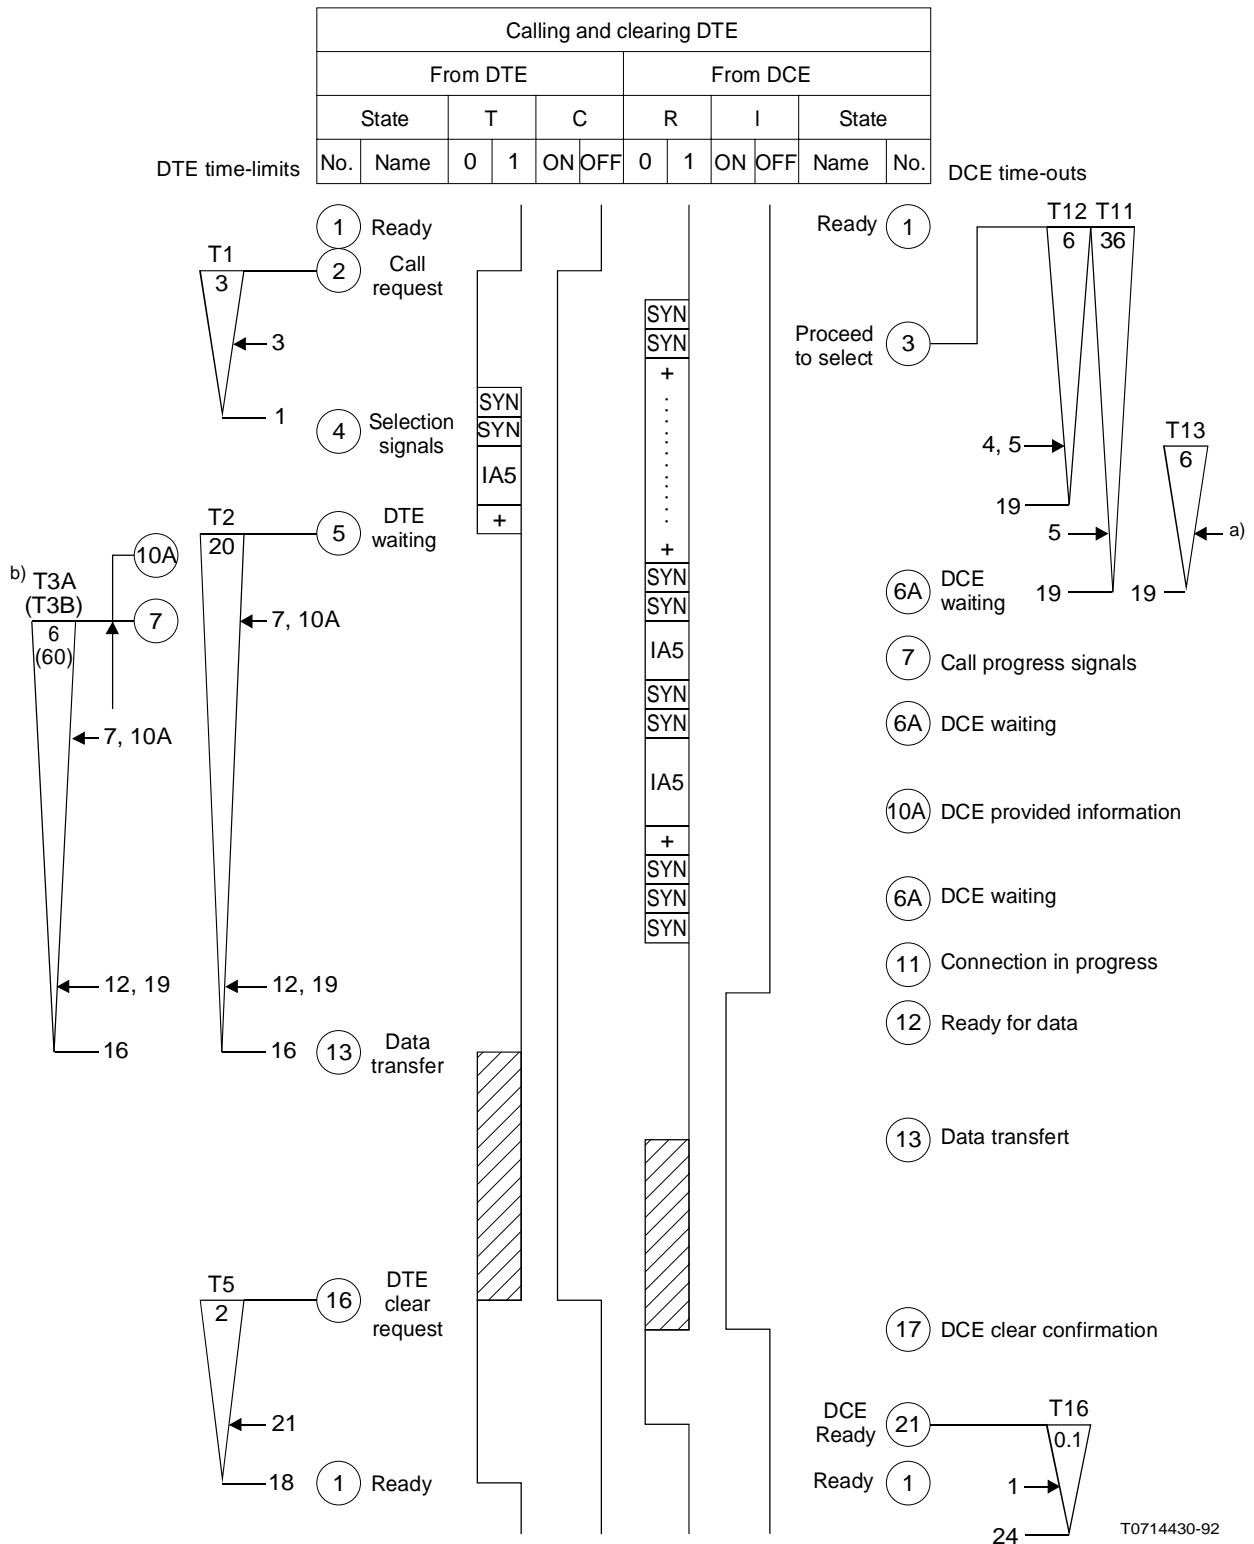 Calling and clearing DTE
From DTE From DCE
State T C R I State
DTE time-limits No. Name 0 1 ON OFF 0 1 ON OFF Name No. DCE time-outs
1 Ready Ready 1 T12 T11
6 36
T1 2 Call
3 request
SYN
3 SYN Proceed 3
to select
+
1 SYN
4 Selection SYN
signals
4, 5 T13
6
IA5
19
T2 5 DTE +
20 waiting
5 a)
+
10A
b) T3A
(T3B)
6
(60)
7
SYN
SYN
6A DCE
waiting
19 19
7, 10A
IA5 7 Call progress signals
SYN
SYN 6A DCE waiting
7, 10A
IA5
10A DCE provided information
+
SYN
SYN 6A DCE waiting
SYN
11 Connection in progress
12, 19 12, 19
12 Ready for data
16 16 13 Data
transfer
13 Data transfert
T5 16 DTE
2 clear
request
17 DCE clear confirmation
21 DCE
Ready 21 T16
0.1
18 1 Ready Ready 1 1
24
T0714430-92